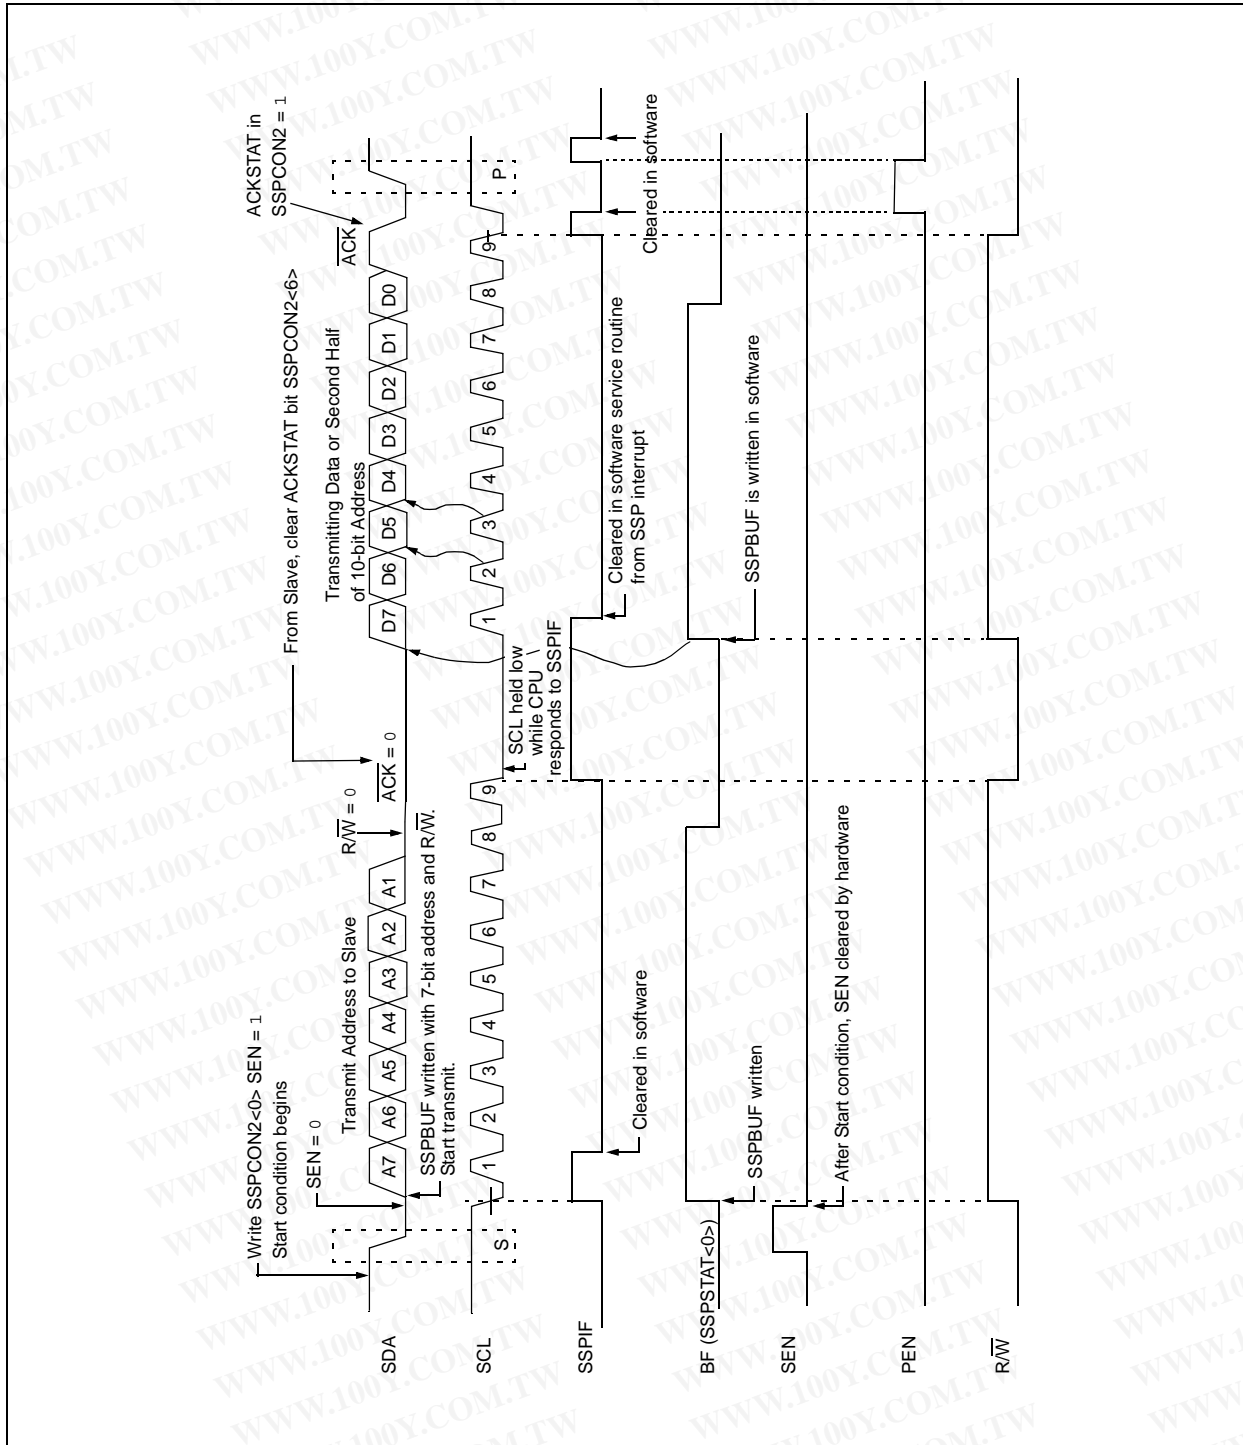 Write SSPCON2<0> SEN = 1
Start condition begins
SEN = 0
Transmit Address to Slave
R/W = 0
ACK = 0
From Slave, clear ACKSTAT bit SSPCON2<6>
Transmitting Data or Second Half
of 10-bit Address
ACK
ACKSTAT in
SSPCON2 = 1
SDA
A7 A6 A5 A4 A3 A2 A1
D7 D6 D5 D4 D3 D2 D1 D0
SSPBUF written with 7-bit address and R/W.
Start transmit.
SCL
S
1 2 3 4 5 6 7 8 9
1 2 3 4 5 6 7 8 9
P
SCL held low
while CPU
responds to SSPIF
SSPIF
Cleared in software
Cleared in software service routine
from SSP interrupt
Cleared in software
BF (SSPSTAT<0>)
SSPBUF written
SSPBUF is written in software
SEN
After Start condition, SEN cleared by hardware
PEN
R/W
WWW.100Y.COM.TW